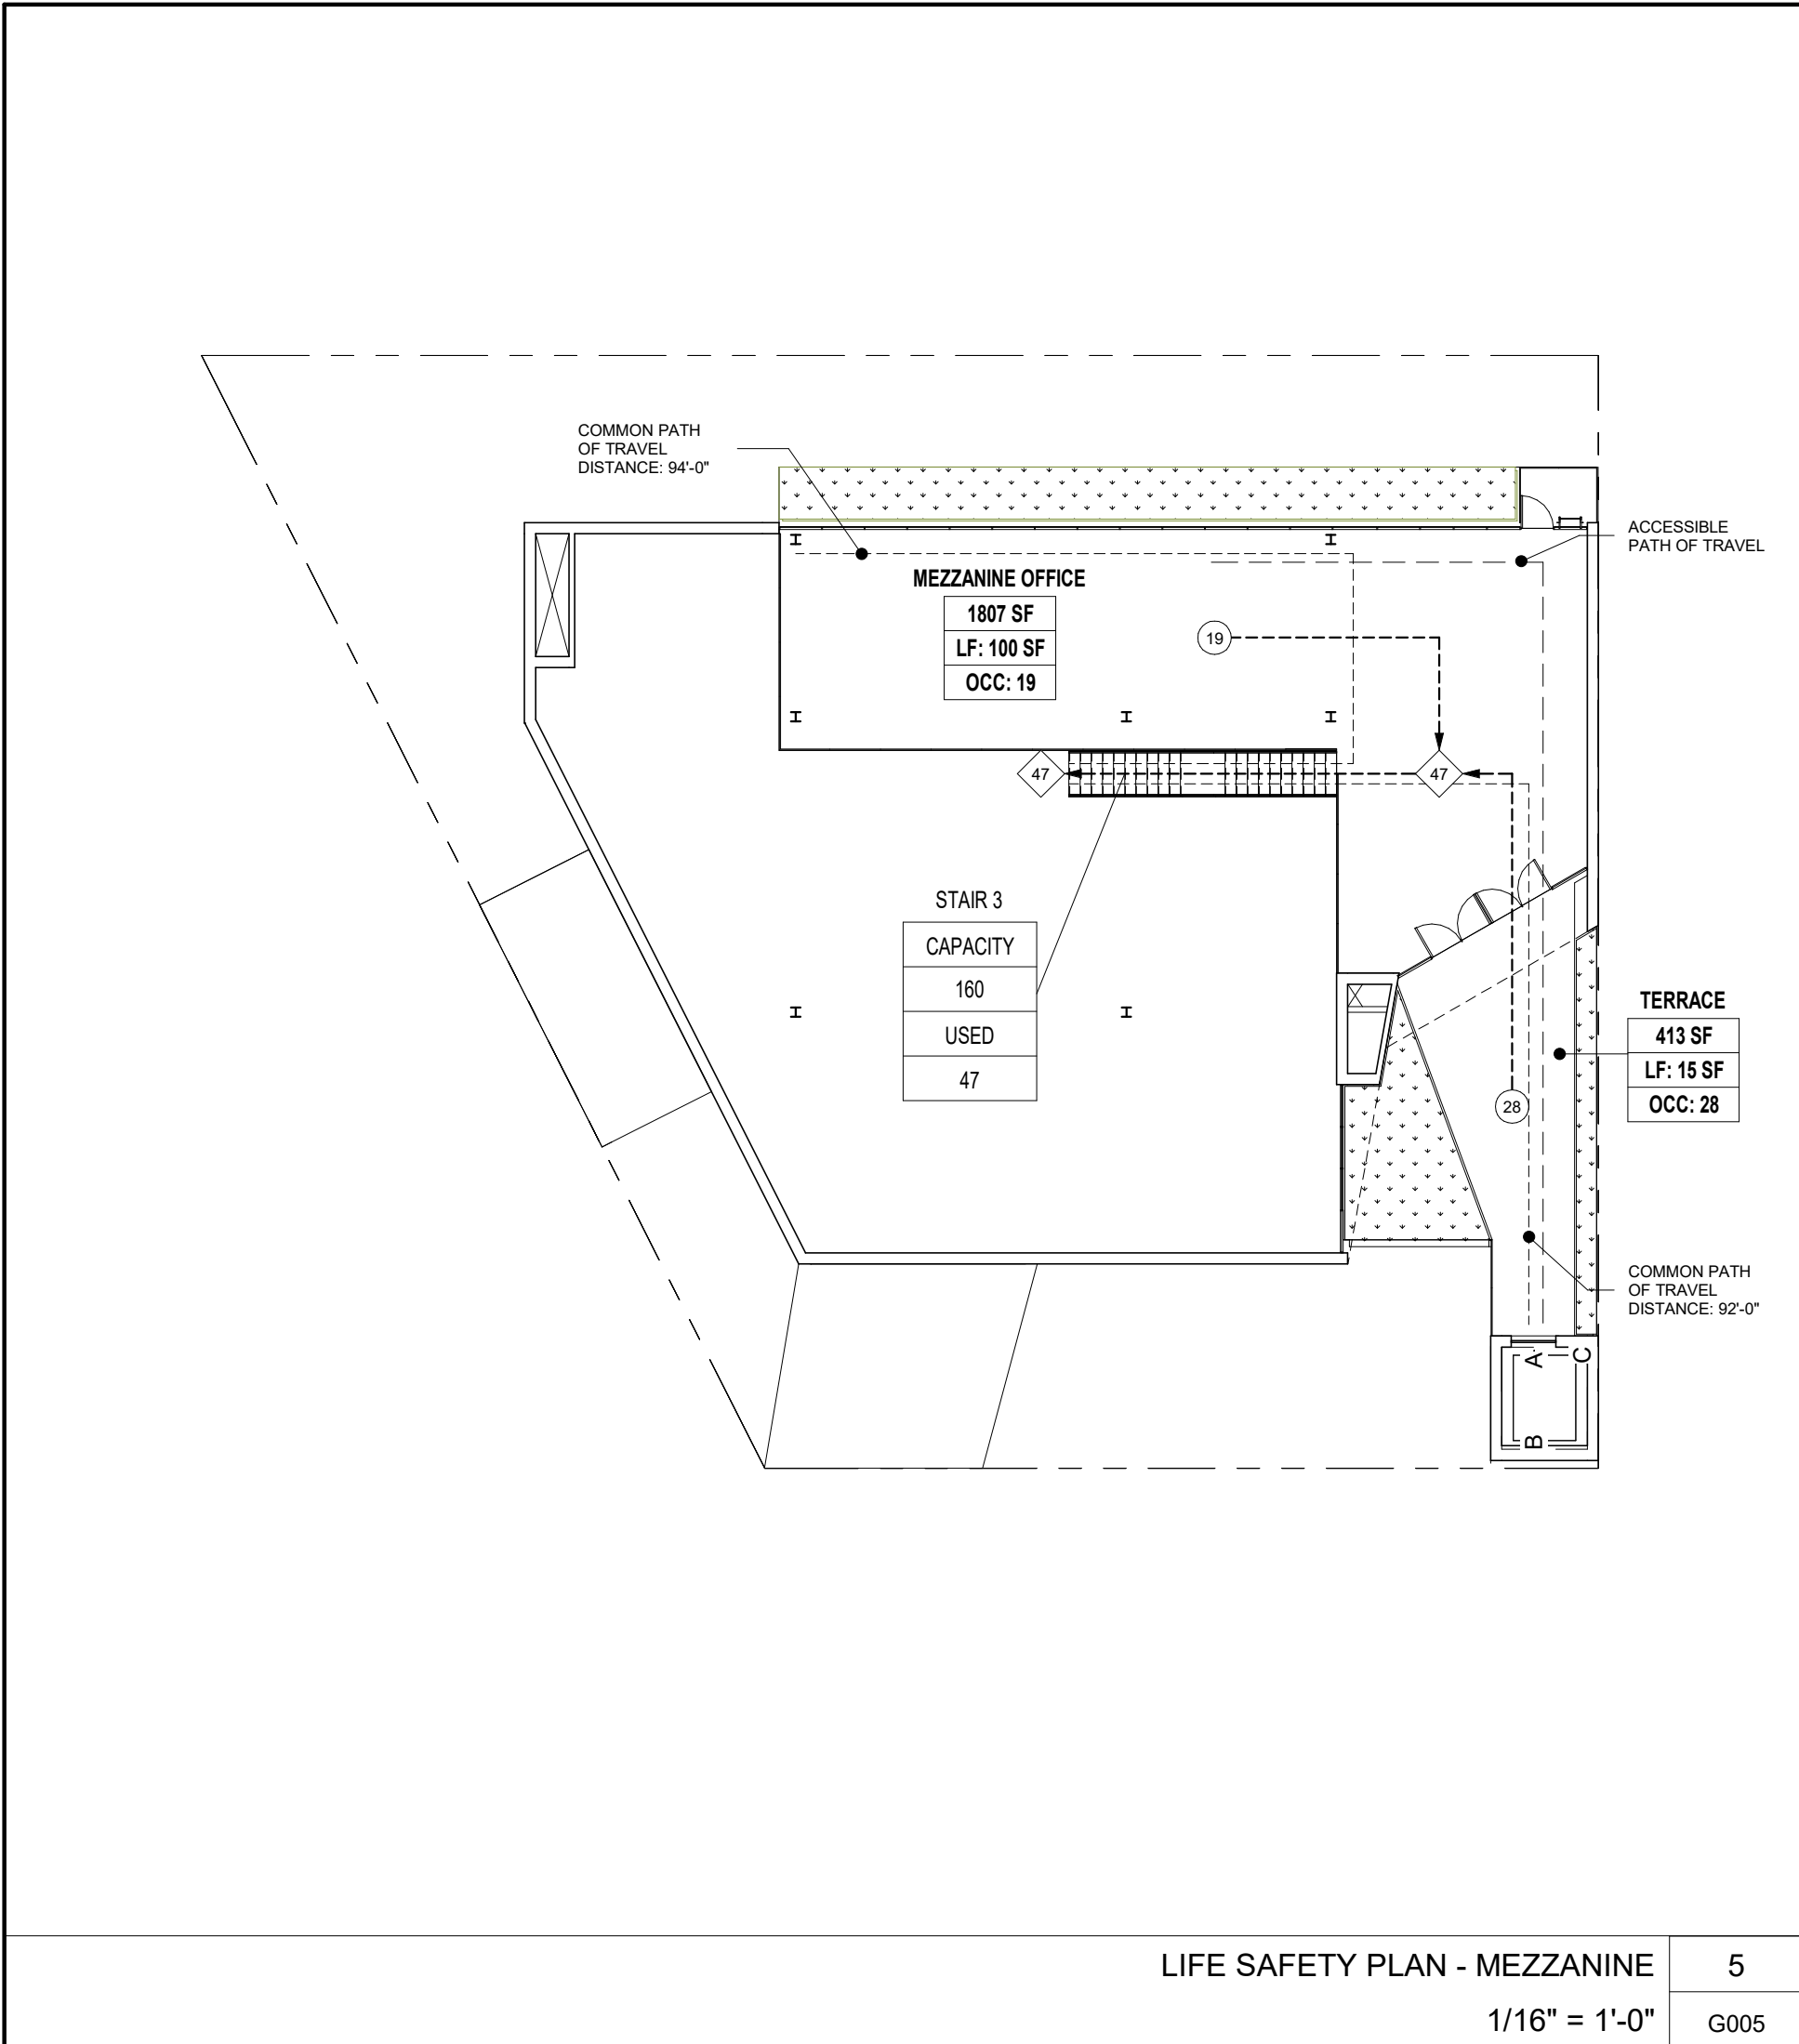 COMMON PATH
OF TRAVEL
DISTANCE: 94'-0"
ACCESSIBLE
PATH OF TRAVEL
MEZZANINE OFFICE
1807 SF
LF: 100 SF
OCC: 19
19
47
47
STAIR 3
CAPACITY
160
USED
47
TERRACE
413 SF
LF: 15 SF
OCC: 28
28
COMMON PATH
OF TRAVEL
DISTANCE: 92'-0"
A
C
B
LIFE SAFETY PLAN - MEZZANINE
5
1/16" = 1'-0"
G005